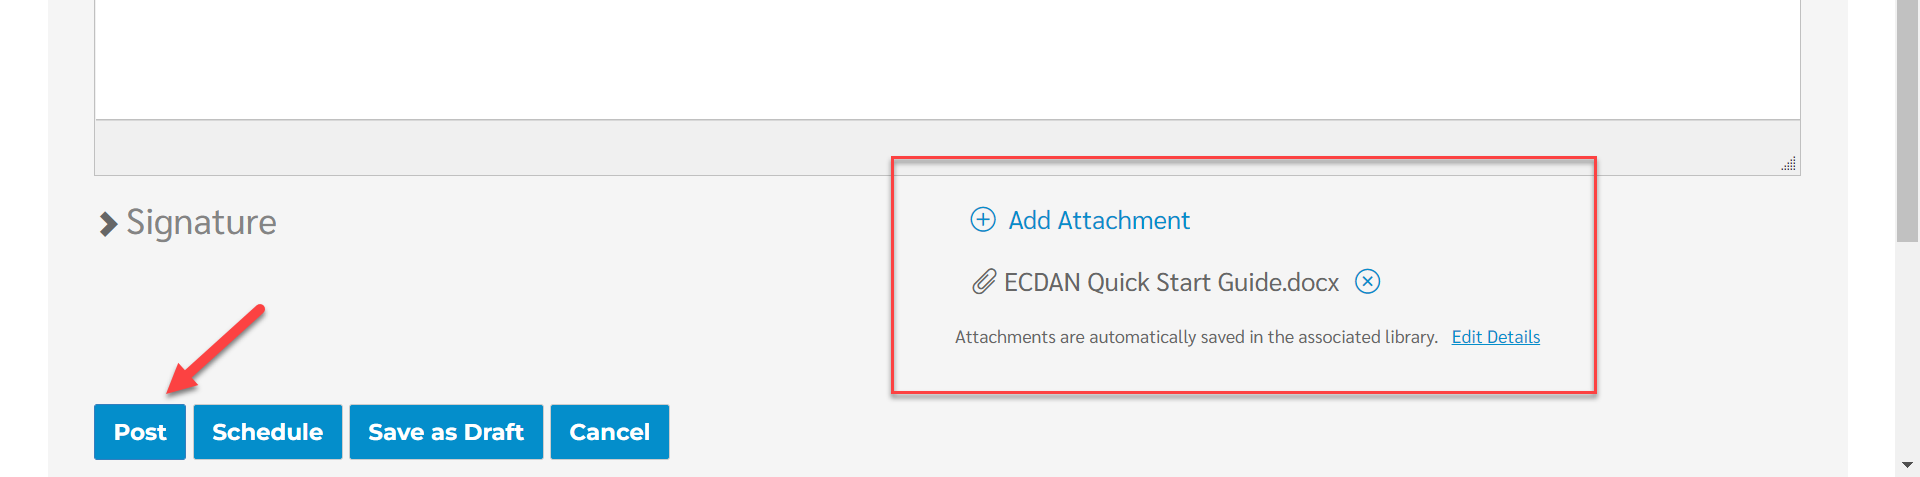 Signature
Add Attachment
ECDAN Quick Start Guide.docx
Attachments are automatically saved in the associated library. Edit Details
Post Schedule Save as Draft Cancel